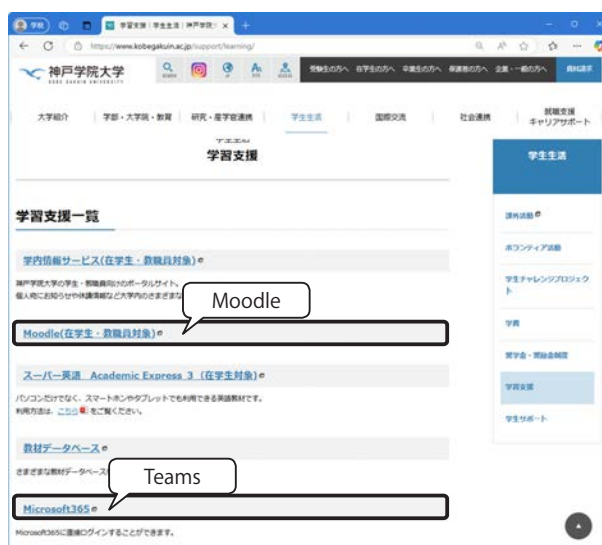 学校
学習支援 | 学生生活 | 神戸学院
https://www.kobegakuin.ac.jp/support/learning/
神戸学院大学
KOBE GAKUIN UNIVERSITY
受験生の方へ 在学生の方へ 卒業生の方へ 保護者の方へ 企業・一般の方へ 資料請求
大学紹介 学部・大学院・教育 研究・産学官連携 学生生活 国際交流 社会連携 就職支援
キャリアサポート
学習支援
学生生活
学習支援一覧
課外活動
ボランティア活動
学生チャレンジプロジェクト
学費
奨学金・奨励金制度
学習支援
学生サポート
学内情報サービス(在学生・教職員対象)
神戸学院大学の学生・教職員向けのポータルサイト。
個人宛にお知らせや休講情報など大学内のさまざまな
Moodle
Moodle(在学生・教職員対象)
スーパー英語 Academic Express 3 (在学生対象)
パソコンだけでなく、スマートホンやタブレットでも利用できる英語教材です。
利用方法は、こちらをご覧ください。
教材データベース
さまざまな教材データベース
Teams
Microsoft365
Microsoft365に直接ログインすることができます。